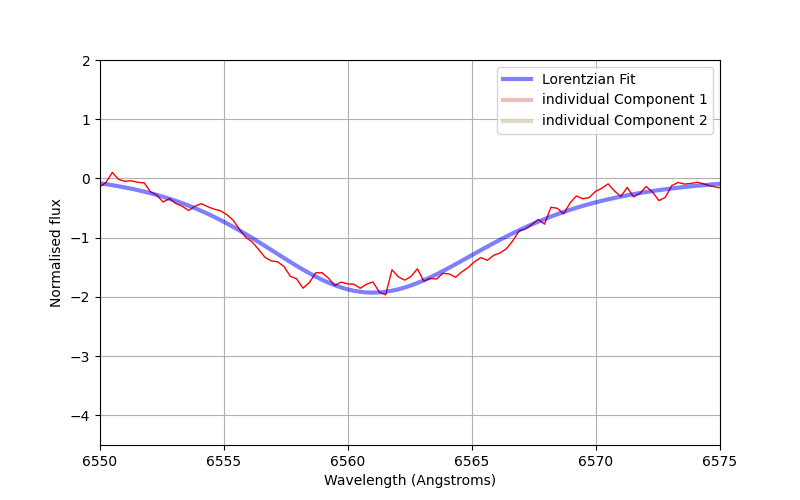 2
1
0
−1
−2
−3
−4
Normalised flux
6550 6555 6560 6565 6570 6575
Wavelength (Angstroms)
Lorentzian Fit
individual Component 1
individual Component 2